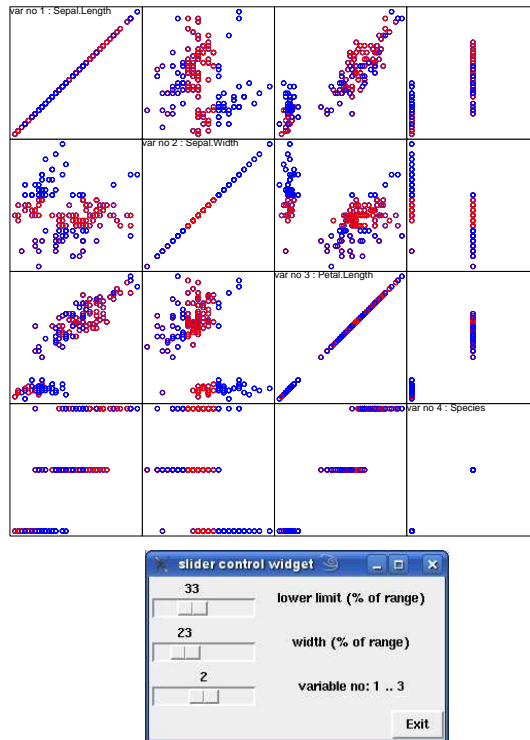 var no 1 : Sepal.Length
var no 2 : Sepal.Width
var no 3 : Petal.Length
var no 4 : Species
slider control widget
33
lower limit (% of range)
23
width (% of range)
2
variable no: 1 .. 3
Exit